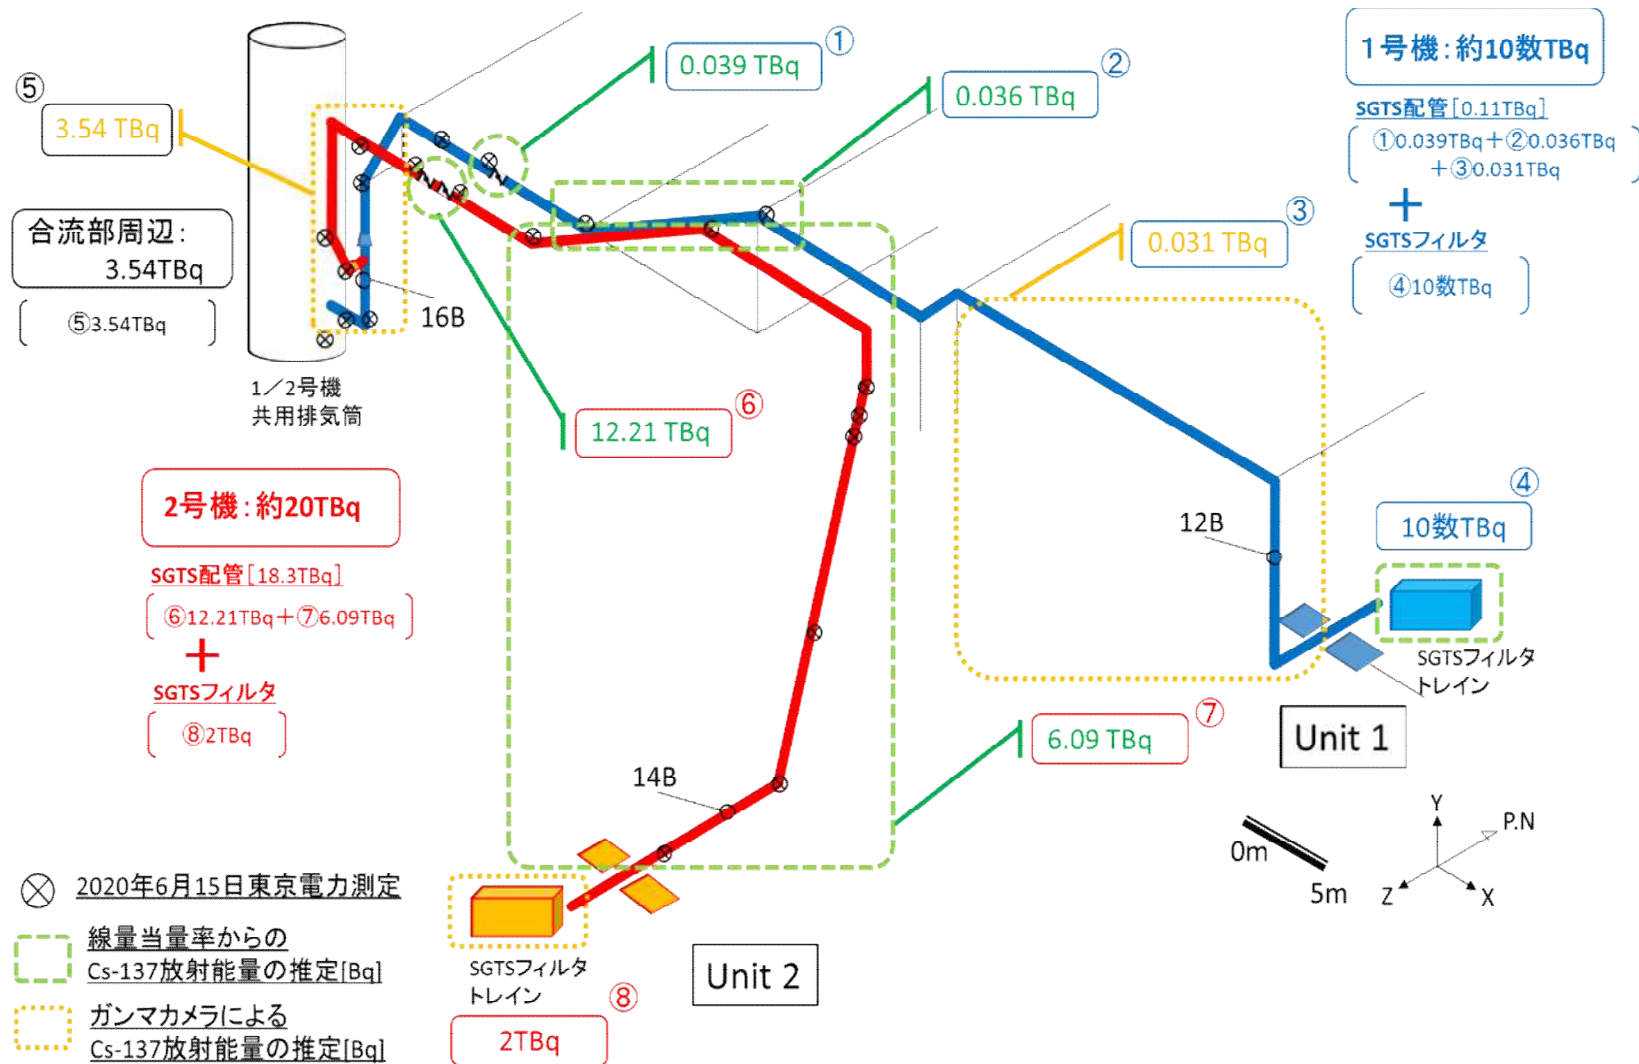 ①
0.039 TBq
②
0.036 TBq
1号機：約10数TBq
SGTS配管[0.11TBq]
①0.039TBq＋②0.036TBq
＋③0.031TBq
＋
SGTSフィルタ
④10数TBq
⑤
3.54 TBq
合流部周辺：
3.54TBq
⑤3.54TBq
16B
1／2号機
共用排気筒
③
0.031 TBq
⑥
12.21 TBq
2号機：約20TBq
SGTS配管[18.3TBq]
⑥12.21TBq＋⑦6.09TBq
＋
SGTSフィルタ
⑧2TBq
④
10数TBq
12B
SGTSフィルタ
トレイン
Unit 1
⑦
6.09 TBq
14B
Y
P.N
Z
X
0m
5m
2020年6月15日東京電力測定
線量当量率からの
Cs-137放射能量の推定[Bq]
ガンマカメラによる
Cs-137放射能量の推定[Bq]
SGTSフィルタ
トレイン
Unit 2
⑧
2TBq